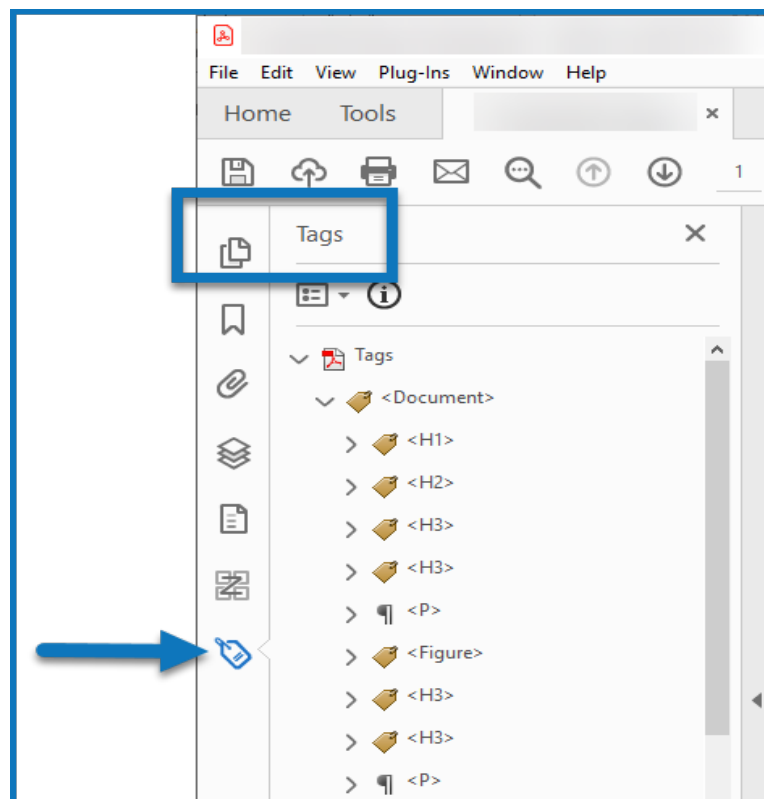 File Edit View Plug-Ins Window Help
Home Tools
1
Tags
Tags
<Document>
<H1>
<H2>
<H3>
<H3>
<P>
<Figure>
<H3>
<H3>
<P>